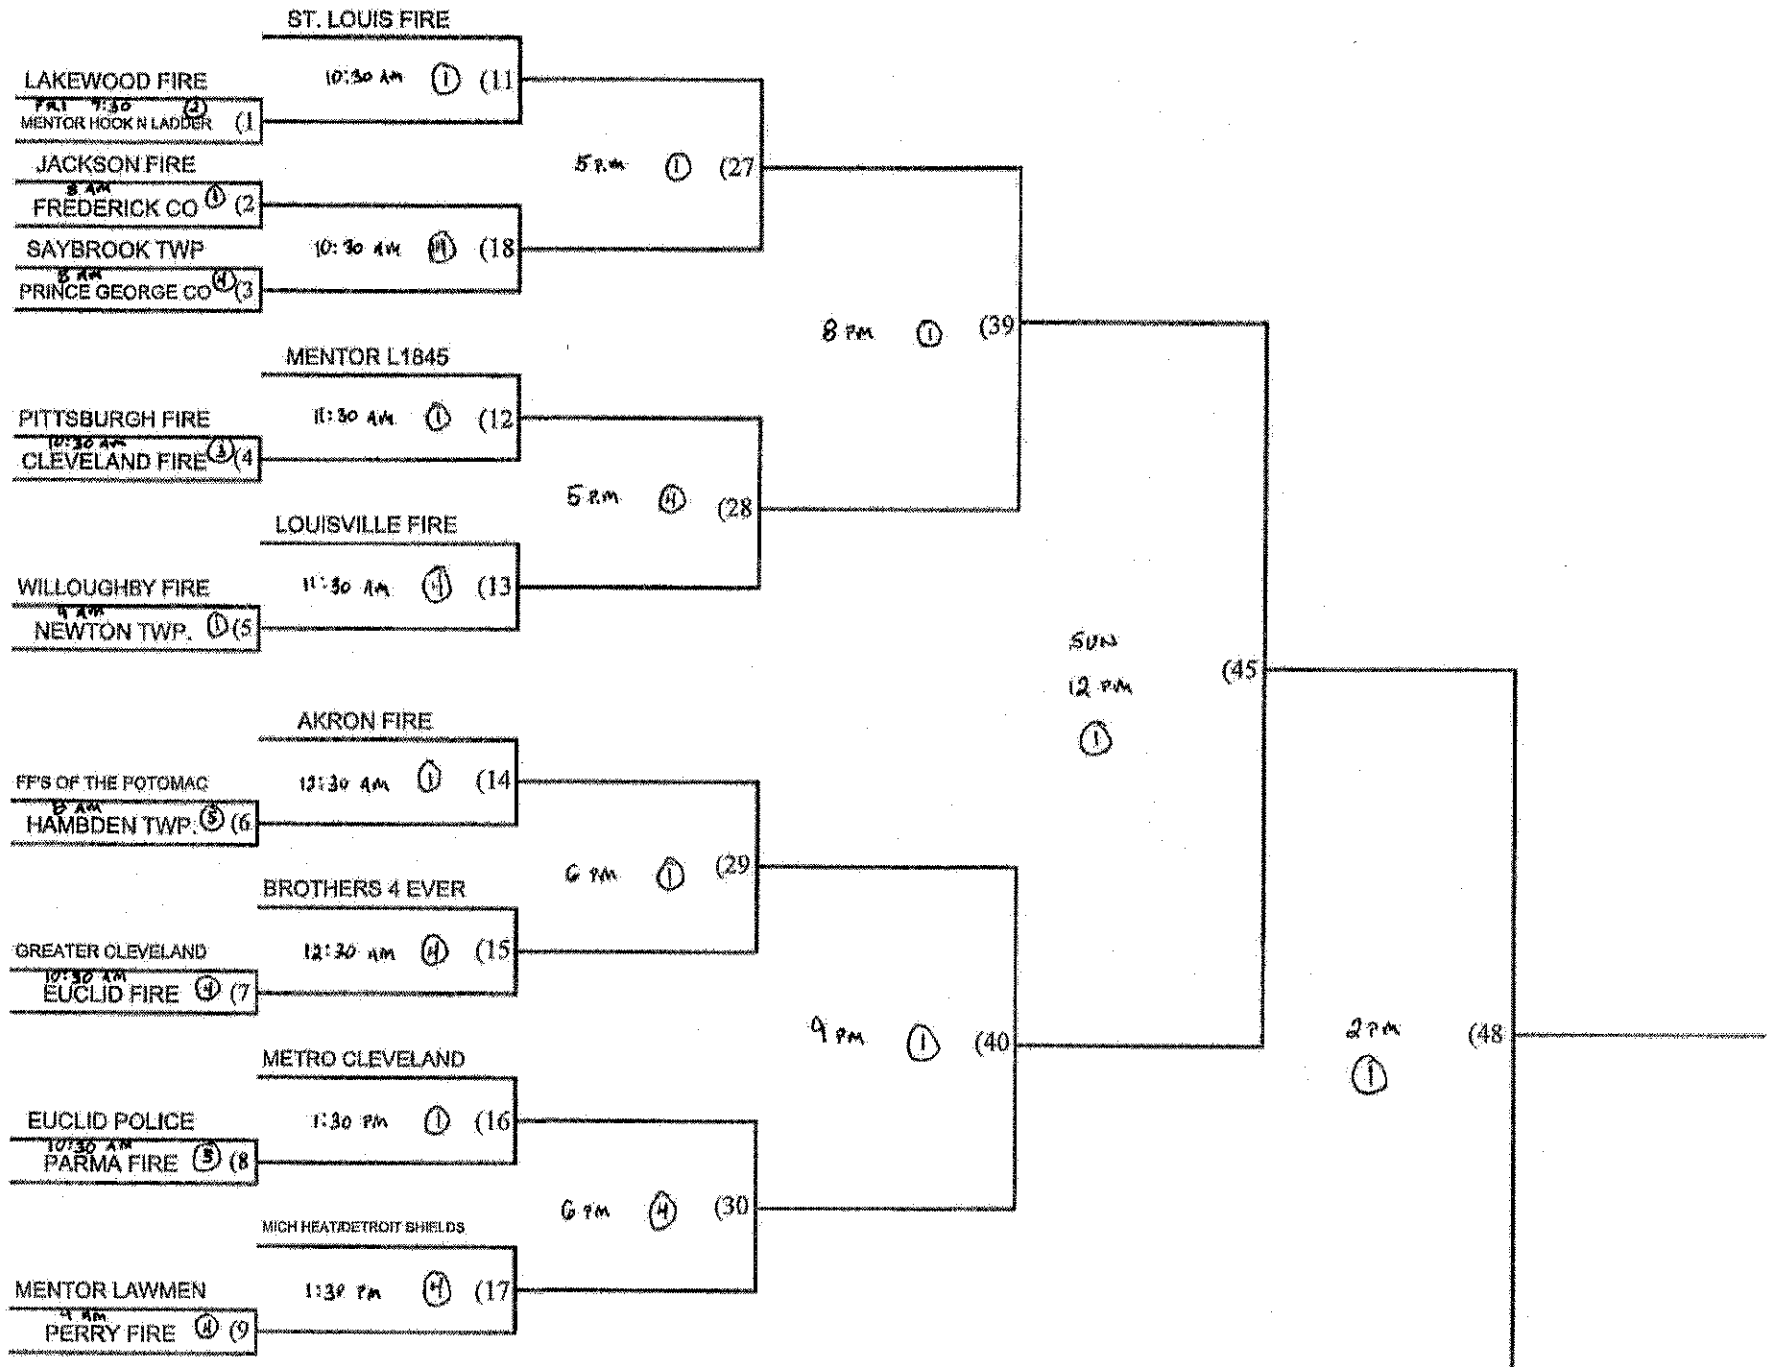 ST. LOUIS FIRE
LAKEWOOD FIRE
10:30 AM 1 (11
FRI 9:30 2
MENTOR HOOK N LADDER (1
JACKSON FIRE
5 PM 1 (27
8 AM
FREDERICK CO 1 (2
SAYBROOK TWP
10:30 AM 4 (18
8 AM
PRINCE GEORGE CO 4 (3
8 PM 1 (39
MENTOR L1845
PITTSBURGH FIRE
11:30 AM 1 (12
10:30 AM
CLEVELAND FIRE 3 (4
5 PM 4 (28
LOUISVILLE FIRE
WILLOUGHBY FIRE
11:30 AM 4 (13
9 AM
NEWTON TWP. 1 (5
SUN
12 PM
(45
1
AKRON FIRE
FF'S OF THE POTOMAC
12:30 AM 1 (14
8 AM
HAMBDEN TWP. (6
6 PM 1 (29
BROTHERS 4 EVER
GREATER CLEVELAND
12:30 AM 4 (15
10:30 AM
EUCLID FIRE 4 (7
9 PM 1 (40
2 PM
1
(48
METRO CLEVELAND
EUCLID POLICE
1:30 PM 1 (16
10:30 AM
PARMA FIRE (8
6 PM 4 (30
MICH HEAT/DETROIT SHIELDS
MENTOR LAWMEN
1:30 PM 4 (17
9 AM
PERRY FIRE 4 (9